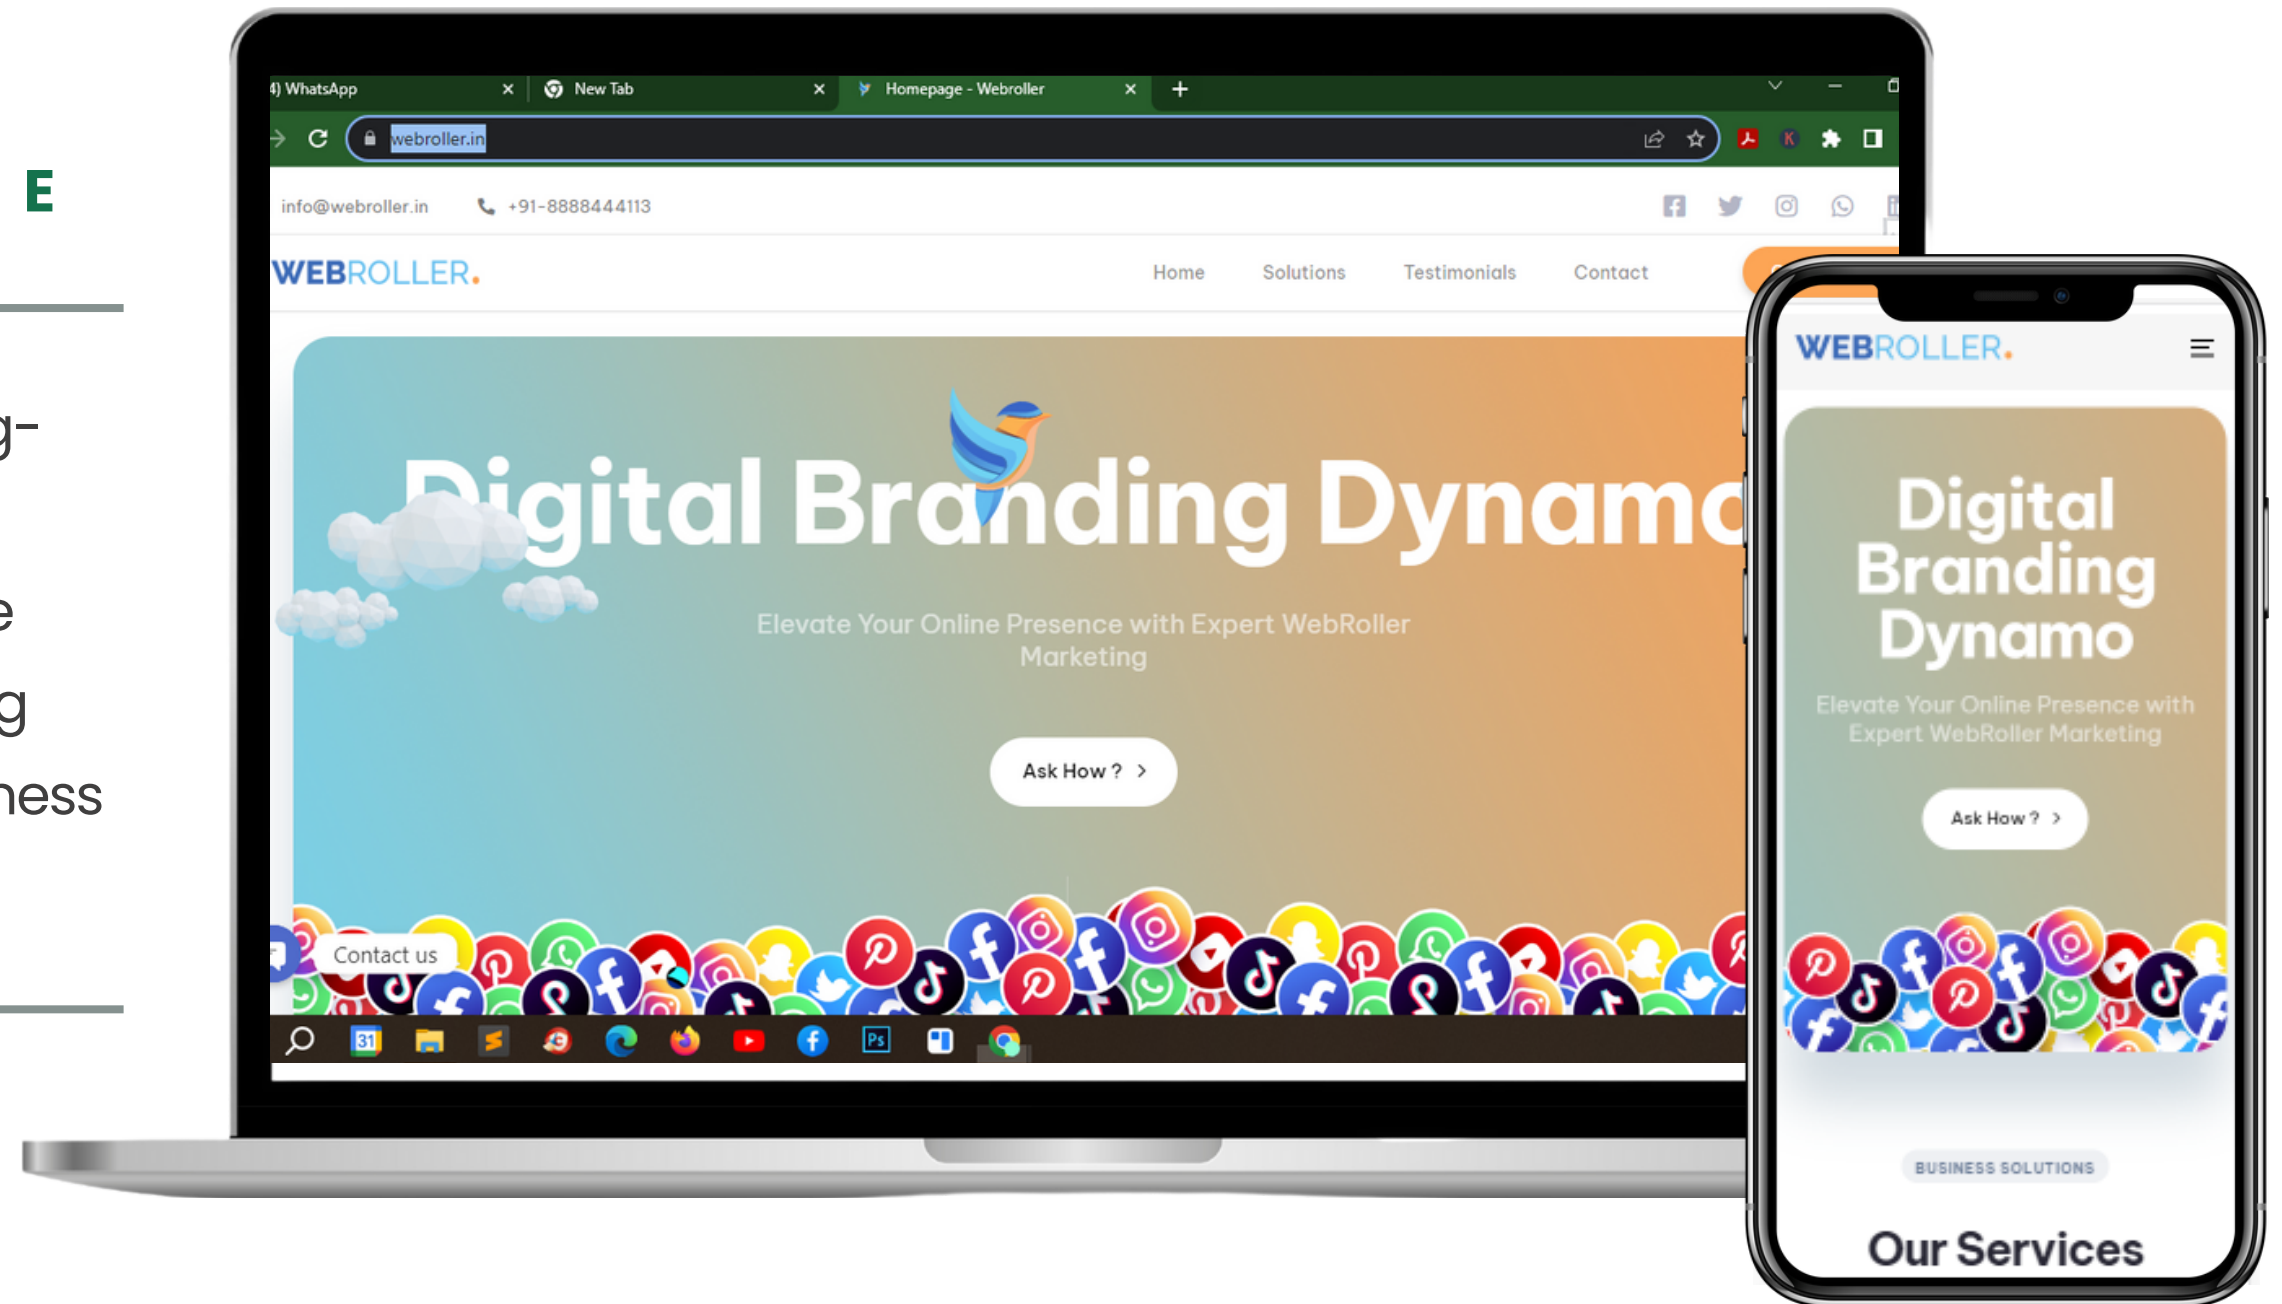 E
g-
e
g
ness
4) WhatsApp
New Tab
Homepage - Webroller
webroller.in
info@webroller.in +91-8888444113
WEBROLLER.
Home Solutions Testimonials Contact
Digital Branding Dynamo
Elevate Your Online Presence with Expert WebRoller
Marketing
Ask How ? >
Contact us
31
Ps
WEBROLLER.
Digital
Branding
Dynamo
Elevate Your Online Presence with
Expert WebRoller Marketing
Ask How ? >
BUSINESS SOLUTIONS
Our Services